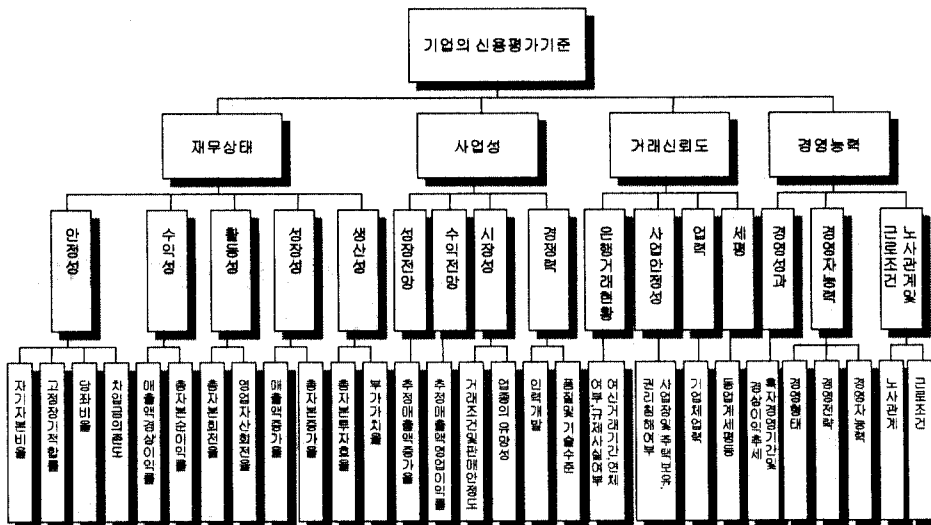 기업의 신용평가기준
재무상태
사업성
거래신뢰도
경영능력
안정성
수익성
활동성
성장성
생산성
성장전망
수익전망
시장성
경쟁력
은행거래현황
사업안정성
업력
세평
경영성과
경영자능력
노사관계및
근로조건
자기자본비율
고정장기적합률
당좌비율
차입금의존도
매출액경상이익률
총자본순이익률
총자본회전율
영업자산회전율
매출액증가율
총자본증가율
총자본투자효율
부가가치율
추정매출액증가율
추정매출액영업이익률
거래조건및판매안정도
업종의 유망성
인력개발
품질및기술수준
여신거래기간연체
여부,규제사실여부
사업장및 주택보유,
권리침해여부
기업체업력
동업계세평등
흑자경영기간및
경상이익추세
경영형태
경영전략
경영자능력
노사관계
근로조건